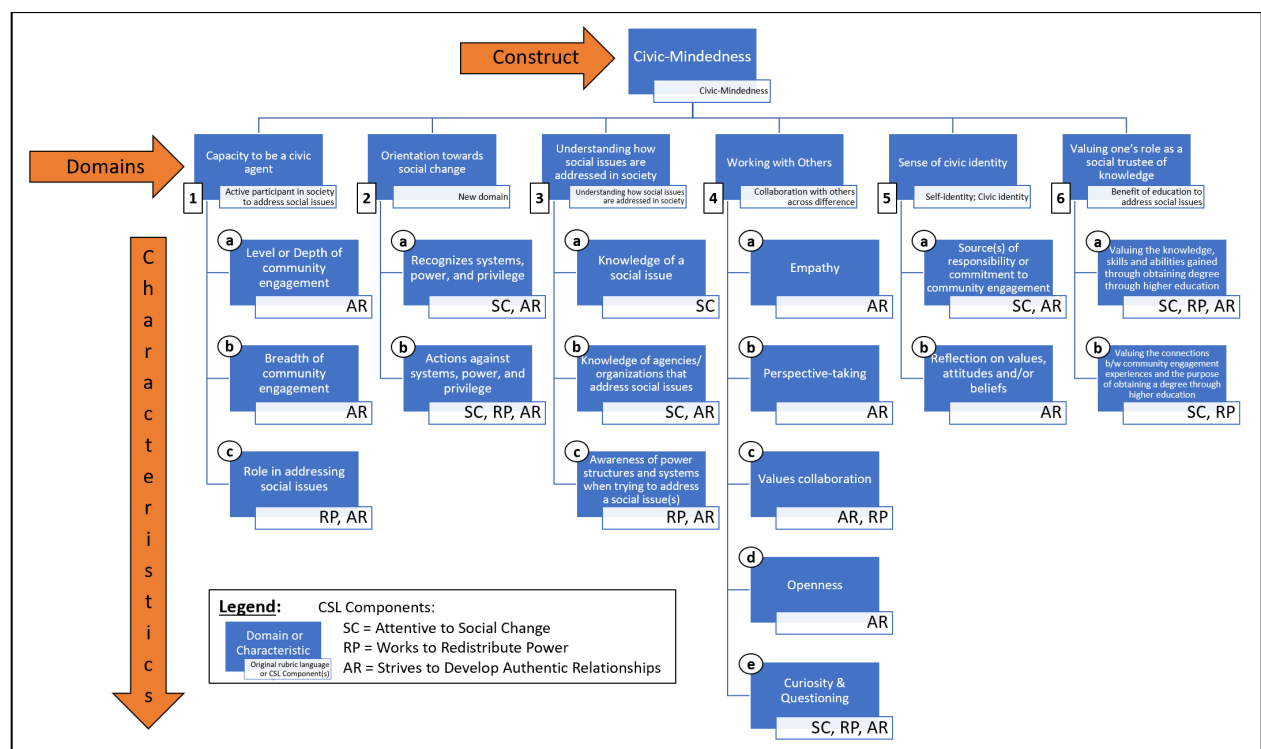 Construct
Civic-Mindedness
Civic-Mindedness
Domains
Capacity to be a civic
agent
1
Active participant in society
to address social issues
Orientation towards
social change
2
New domain
Understanding how
social issues are
addressed in society
3
Understanding how social issues
are addressed in society
Working with Others
4
Collaboration with others
across difference
Sense of civic identity
5
Self-identity; Civic identity
Valuing one's role as a
social trustee of
knowledge
6
Benefit of education to
address social issues
Characteristics
a
Level or Depth of
community
engagement
AR
b
Breadth of
community
engagement
AR
c
Role in addressing
social issues
RP, AR
a
Recognizes systems,
power, and privilege
SC, AR
b
Actions against
systems, power, and
privilege
SC, RP, AR
a
Knowledge of a
social issue
SC
b
Knowledge of agencies/
organizations that
address social issues
SC, AR
c
Awareness of power
structures and systems
when trying to address
a social issue(s)
RP, AR
a
Empathy
AR
b
Perspective-taking
AR
c
Values collaboration
AR, RP
d
Openness
AR
e
Curiosity &
Questioning
SC, RP, AR
a
Source(s) of
responsibility or
commitment to
community engagement
SC, AR
b
Reflection on values,
attitudes and/or
beliefs
AR
a
Valuing the knowledge,
skills and abilities gained
through obtaining degree
through higher education
SC, RP, AR
b
Valuing the connections
b/w community engagement
experiences and the purpose
of obtaining a degree through
higher education
SC, RP
Legend:
CSL Components:
Domain or
Characteristic
Original rubric language
or CSL Component(s)
SC = Attentive to Social Change
RP = Works to Redistribute Power
AR = Strives to Develop Authentic Relationships